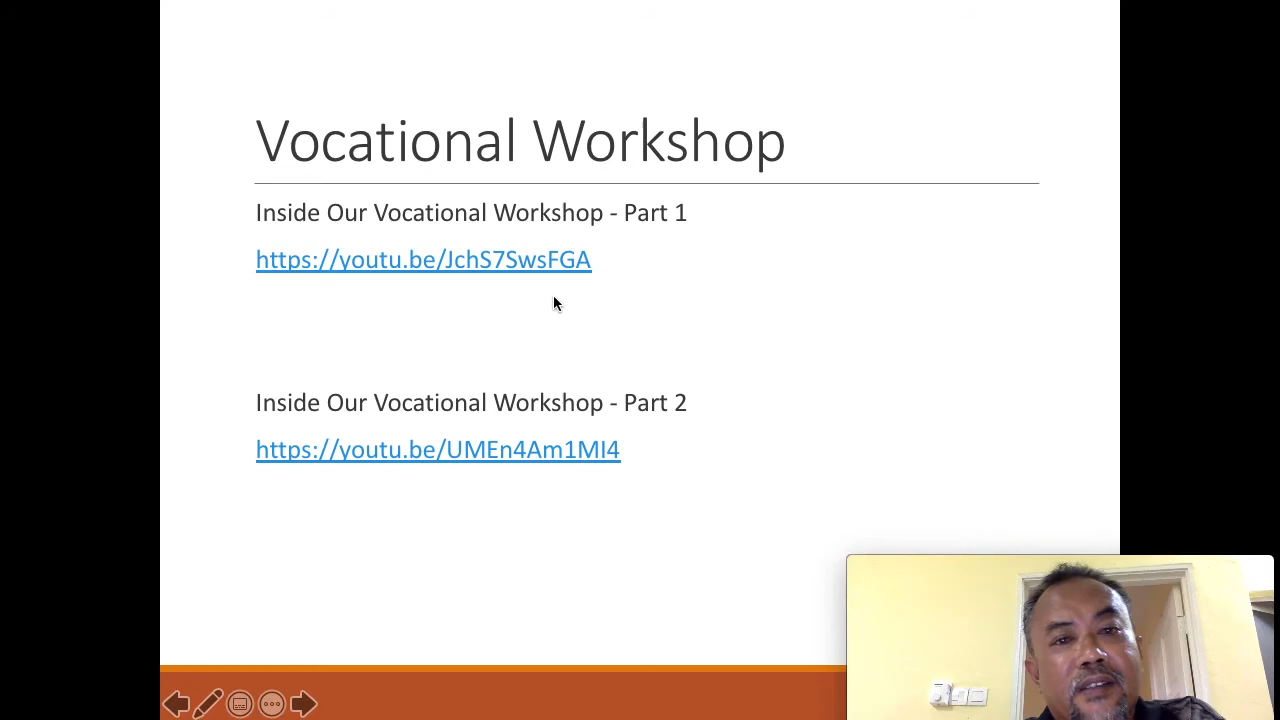 Vocational Workshop
Inside Our Vocational Workshop - Part 1
https://youtu.be/JchS7SwsFGA
Inside Our Vocational Workshop - Part 2
https://youtu.be/UMEn4Am1MI4